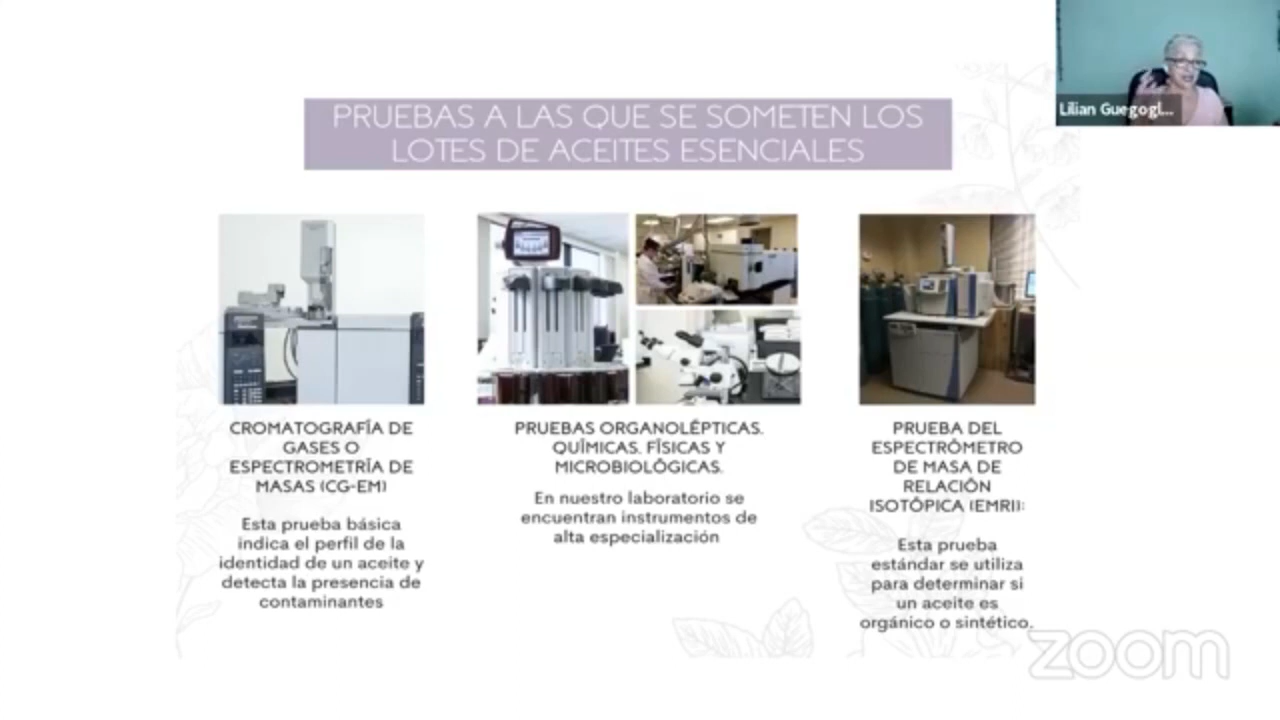 PRUEBAS A LAS QUE SE SOMETEN LOS
LOTES DE ACEITES ESENCIALES
Lilian Guegogl...
CROMATOGRAFÍA DE
GASES O
ESPECTROMETRÍA DE
MASAS (CG-EM)
Esta prueba básica
indica el perfil de la
identidad de un aceite y
detecta la presencia de
contaminantes
PRUEBAS ORGANOLÉPTICAS,
QUÍMICAS, FÍSICAS Y
MICROBIOLÓGICAS.
En nuestro laboratorio se
encuentran instrumentos de
alta especialización
PRUEBA DEL
ESPECTRÓMETRO
DE MASA DE
RELACIÓN
ISOTÓPICA (EMRI):
Esta prueba
estándar se utiliza
para determinar si
un aceite es
orgánico o sintético.
zoom